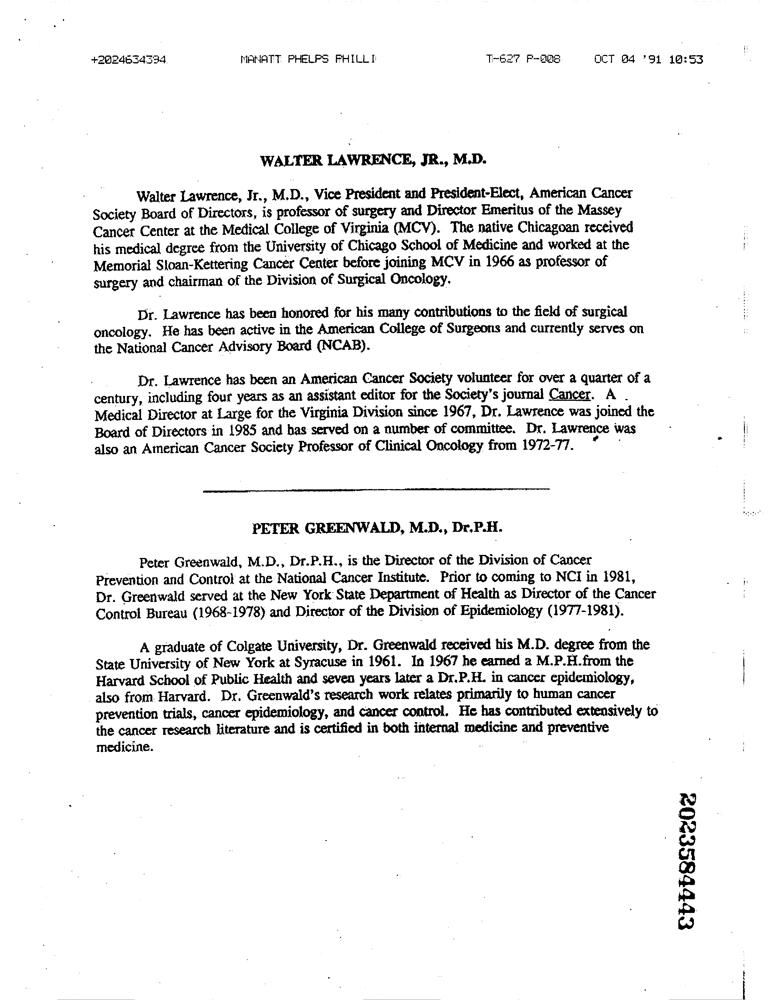 +2024634394 MANATT PHELPS PHILLI T-627 P-008 OCT 04 '91 10:53
WALTER LAWRENCE, JR., M.D.
Walter Lawrence, Jr., M.D., Vice President and President-Elect, American Cancer
Society Board of Directors, is professor of surgery and Director Emeritus of the Massey
Cancer Center at the Medical College of Virginia (MCV). The native Chicagoan received
his medical degree from the University of Chicago School of Medicine and worked at the
Memorial Sloan-Kettering Cancer Center before joining MCV in 1966 as professor of
surgery and chairman of the Division of Surgical Oncology.
Dr. Lawrence has been honored for his many contributions to the field of surgical
oncology. He has been active in the American College of Surgeons and currently serves on
the National Cancer Advisory Board (NCAB).
Dr. Lawrence has been an American Cancer Society volunteer for over a quarter of a
century, including four years as an assistant editor for the Society's journal Cancer. A
Medical Director at Large for the Virginia Division since 1967, Dr. Lawrence was joined the
Board of Directors in 1985 and has served on a number of committee. Dr. Lawrence was
also an American Cancer Society Professor of Clinical Oncology from 1972-77.
PETER GREENWALD, M.D., Dr.P.H.
Peter Greenwald, M.D., Dr.P.H., is the Director of the Division of Cancer
Prevention and Control at the National Cancer Institute. Prior to coming to NCI in 1981,
Dr. Greenwald served at the New York State Department of Health as Director of the Cancer
Control Bureau (1968-1978) and Director of the Division of Epidemiology (1977-1981).
A graduate of Colgate University, Dr. Greenwald received his M.D. degree from the
State University of New York at Syracuse in 1961. In 1967 he earned a M.P.H.from the
Harvard School of Public Health and seven years later a Dr.P.H. in cancer epidemiology,
also from Harvard. Dr. Greenwald's research work relates primarily to human cancer
prevention trials, cancer epidemiology, and cancer control. He has contributed extensively to
the cancer research literature and is certified in both internal medicine and preventive
medicine.
2023584443